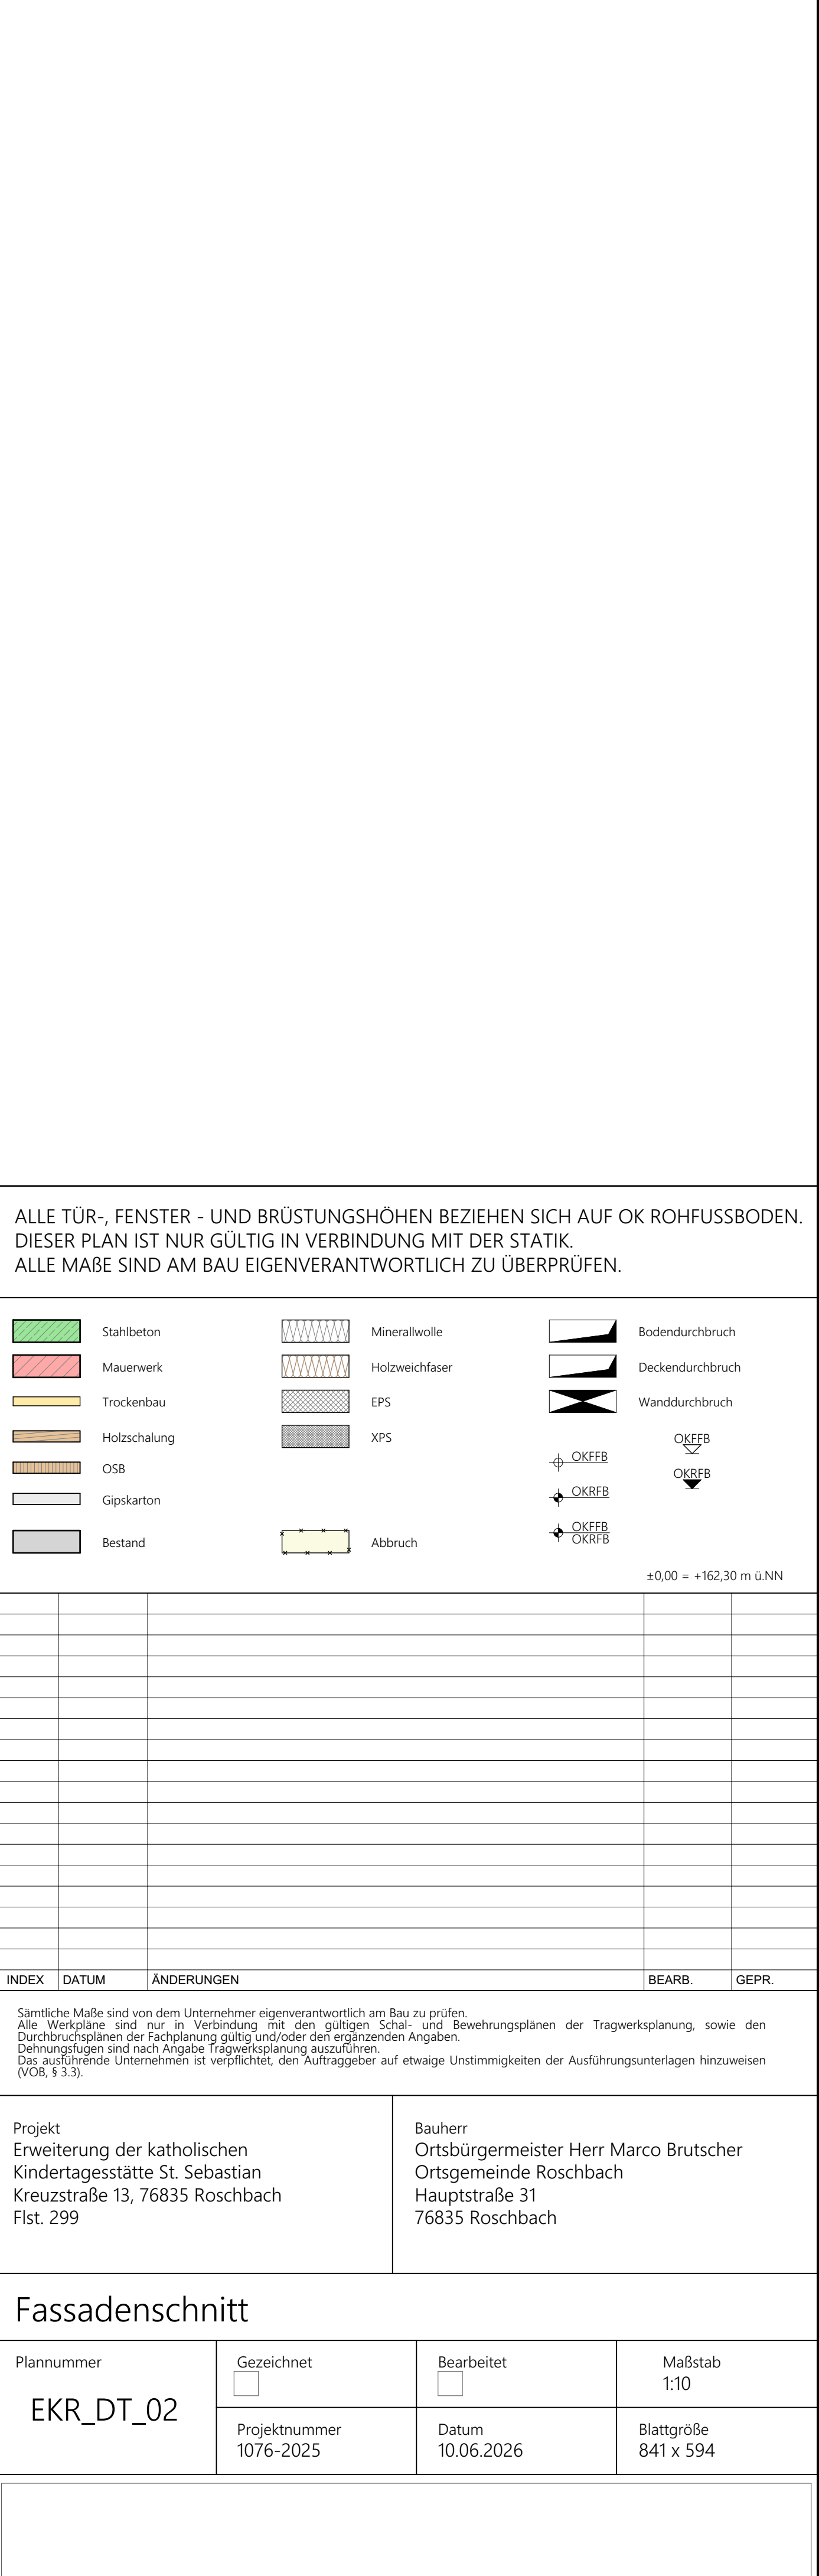 ALLE TÜR-, FENSTER - UND BRÜSTUNGSHÖHEN BEZIEHEN SICH AUF OK ROHFUSSBODEN.
DIESER PLAN IST NUR GÜLTIG IN VERBINDUNG MIT DER STATIK.
ALLE MAßE SIND AM BAU EIGENVERANTWORTLICH ZU ÜBERPRÜFEN.
Stahlbeton
Mauerwerk
Trockenbau
Holzschalung
OSB
Gipskarton
Bestand
Minerallwolle
Holzweichfaser
EPS
XPS
Abbruch
Bodendurchbruch
Deckendurchbruch
Wanddurchbruch
OKFFB
OKRFB
OKFFB
OKRFB
OKFFB
OKRFB
±0,00 = +162,30 m ü.NN
INDEX DATUM ÄNDERUNGEN BEARB. GEPR.
Sämtliche Maße sind von dem Unternehmer eigenverantwortlich am Bau zu prüfen.
Alle Werkpläne sind nur in Verbindung mit den gültigen Schal- und Bewehrungsplänen der Tragwerksplanung, sowie den
Durchbruchsplänen der Fachplanung gültig und/oder den ergänzenden Angaben.
Dehnungsfugen sind nach Angabe Tragwerksplanung auszuführen.
Das ausführende Unternehmen ist verpflichtet, den Auftraggeber auf etwaige Unstimmigkeiten der Ausführungsunterlagen hinzuweisen
(VOB, § 3.3).
Projekt
Erweiterung der katholischen
Kindertagesstätte St. Sebastian
Kreuzstraße 13, 76835 Roschbach
Flst. 299
Bauherr
Ortsbürgermeister Herr Marco Brutscher
Ortsgemeinde Roschbach
Hauptstraße 31
76835 Roschbach
Fassadenschnitt
Plannummer
EKR_DT_02
Gezeichnet
Bearbeitet
Maßstab
1:10
Projektnummer
1076-2025
Datum
10.06.2026
Blattgröße
841 x 594